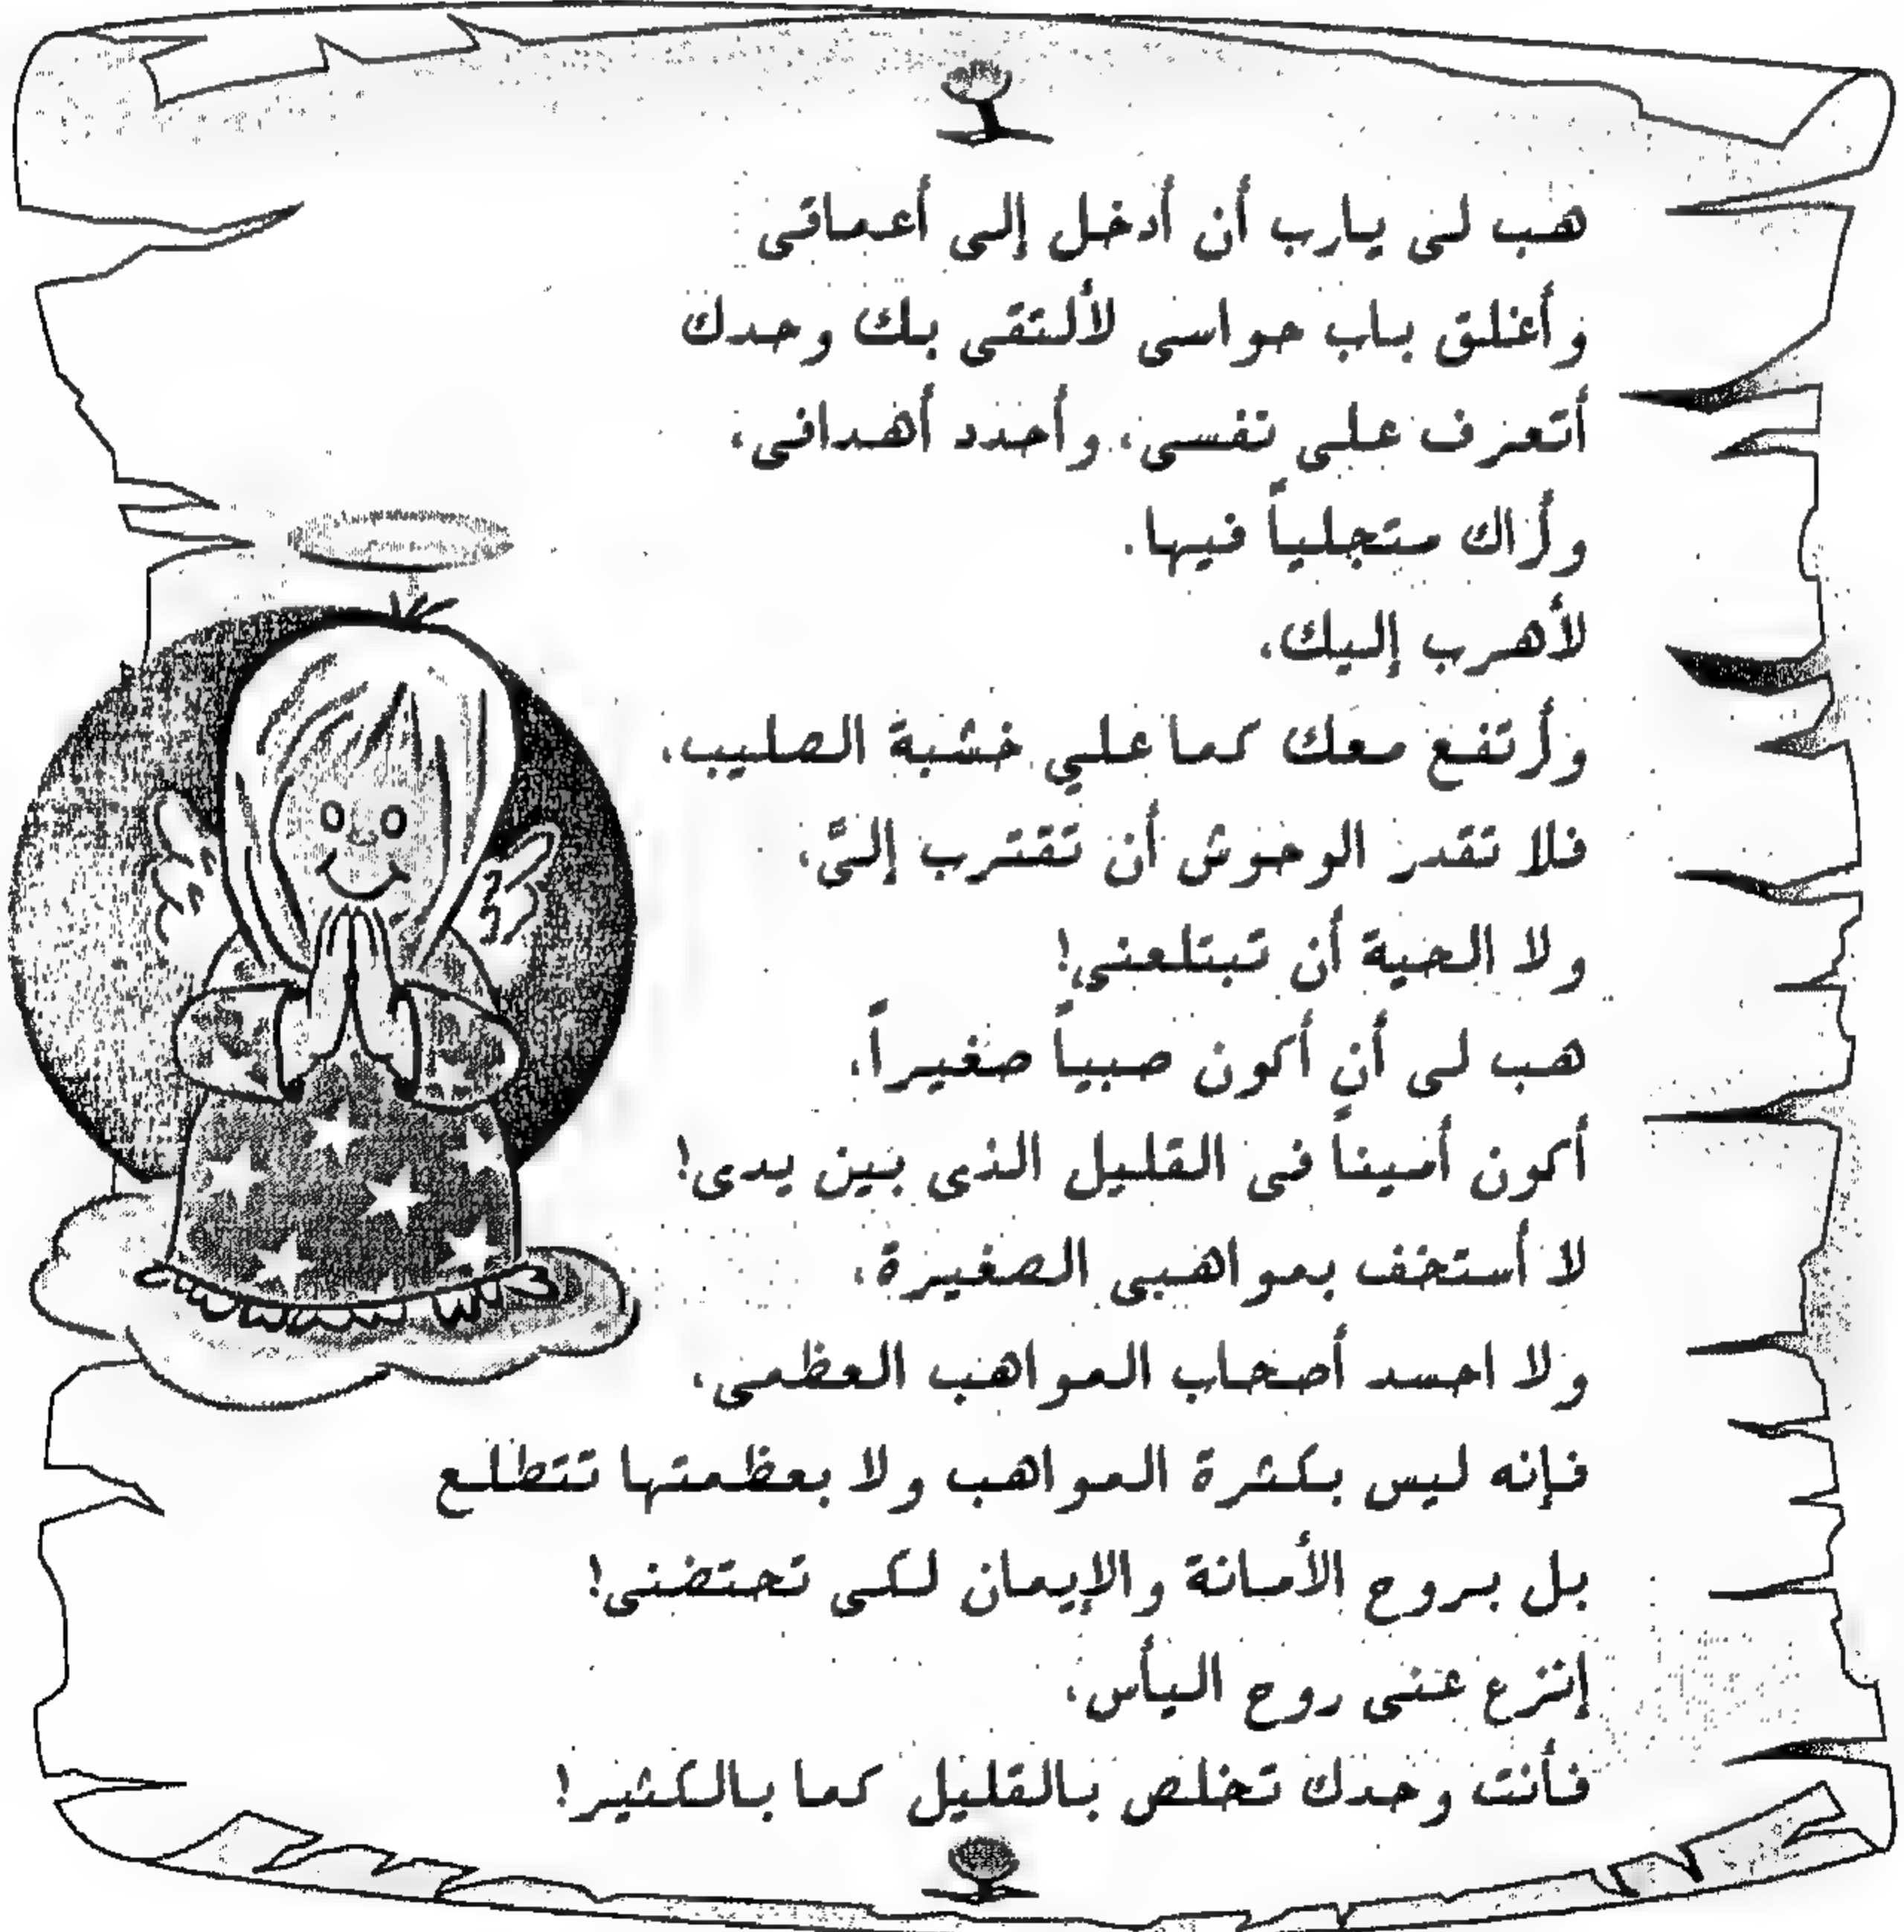 هب لى يارب أن أدخل إلى أعماقى
وأغلق باب حواسى لألتقى بك وحدك
أتعرف على نفسى، وأحدد أهدافى،
وأراك متجلياً فيها.
لأهرب إليك،
وأرتفع معك كما علي خشبة الصليب،
فلا تقدر الوحوش أن تقترب إلىَّ،
ولا الحية أن تبتلعنى!
هب لى أن أكون صبياً صغيراً،
أكون أميناً فى القليل الذى بين يدى!
لا أستخف بمواهبى الصغيرة،
ولا احسد أصحاب المواهب العظمى،
فإنه ليس بكثرة المواهب ولا بعظمتها تتطلع
بل بروح الأمانة والإيمان لكى تحتضنى!
إنزع عنى روح اليأس،
فأنت وحدك تخلص بالقليل كما بالكثير!